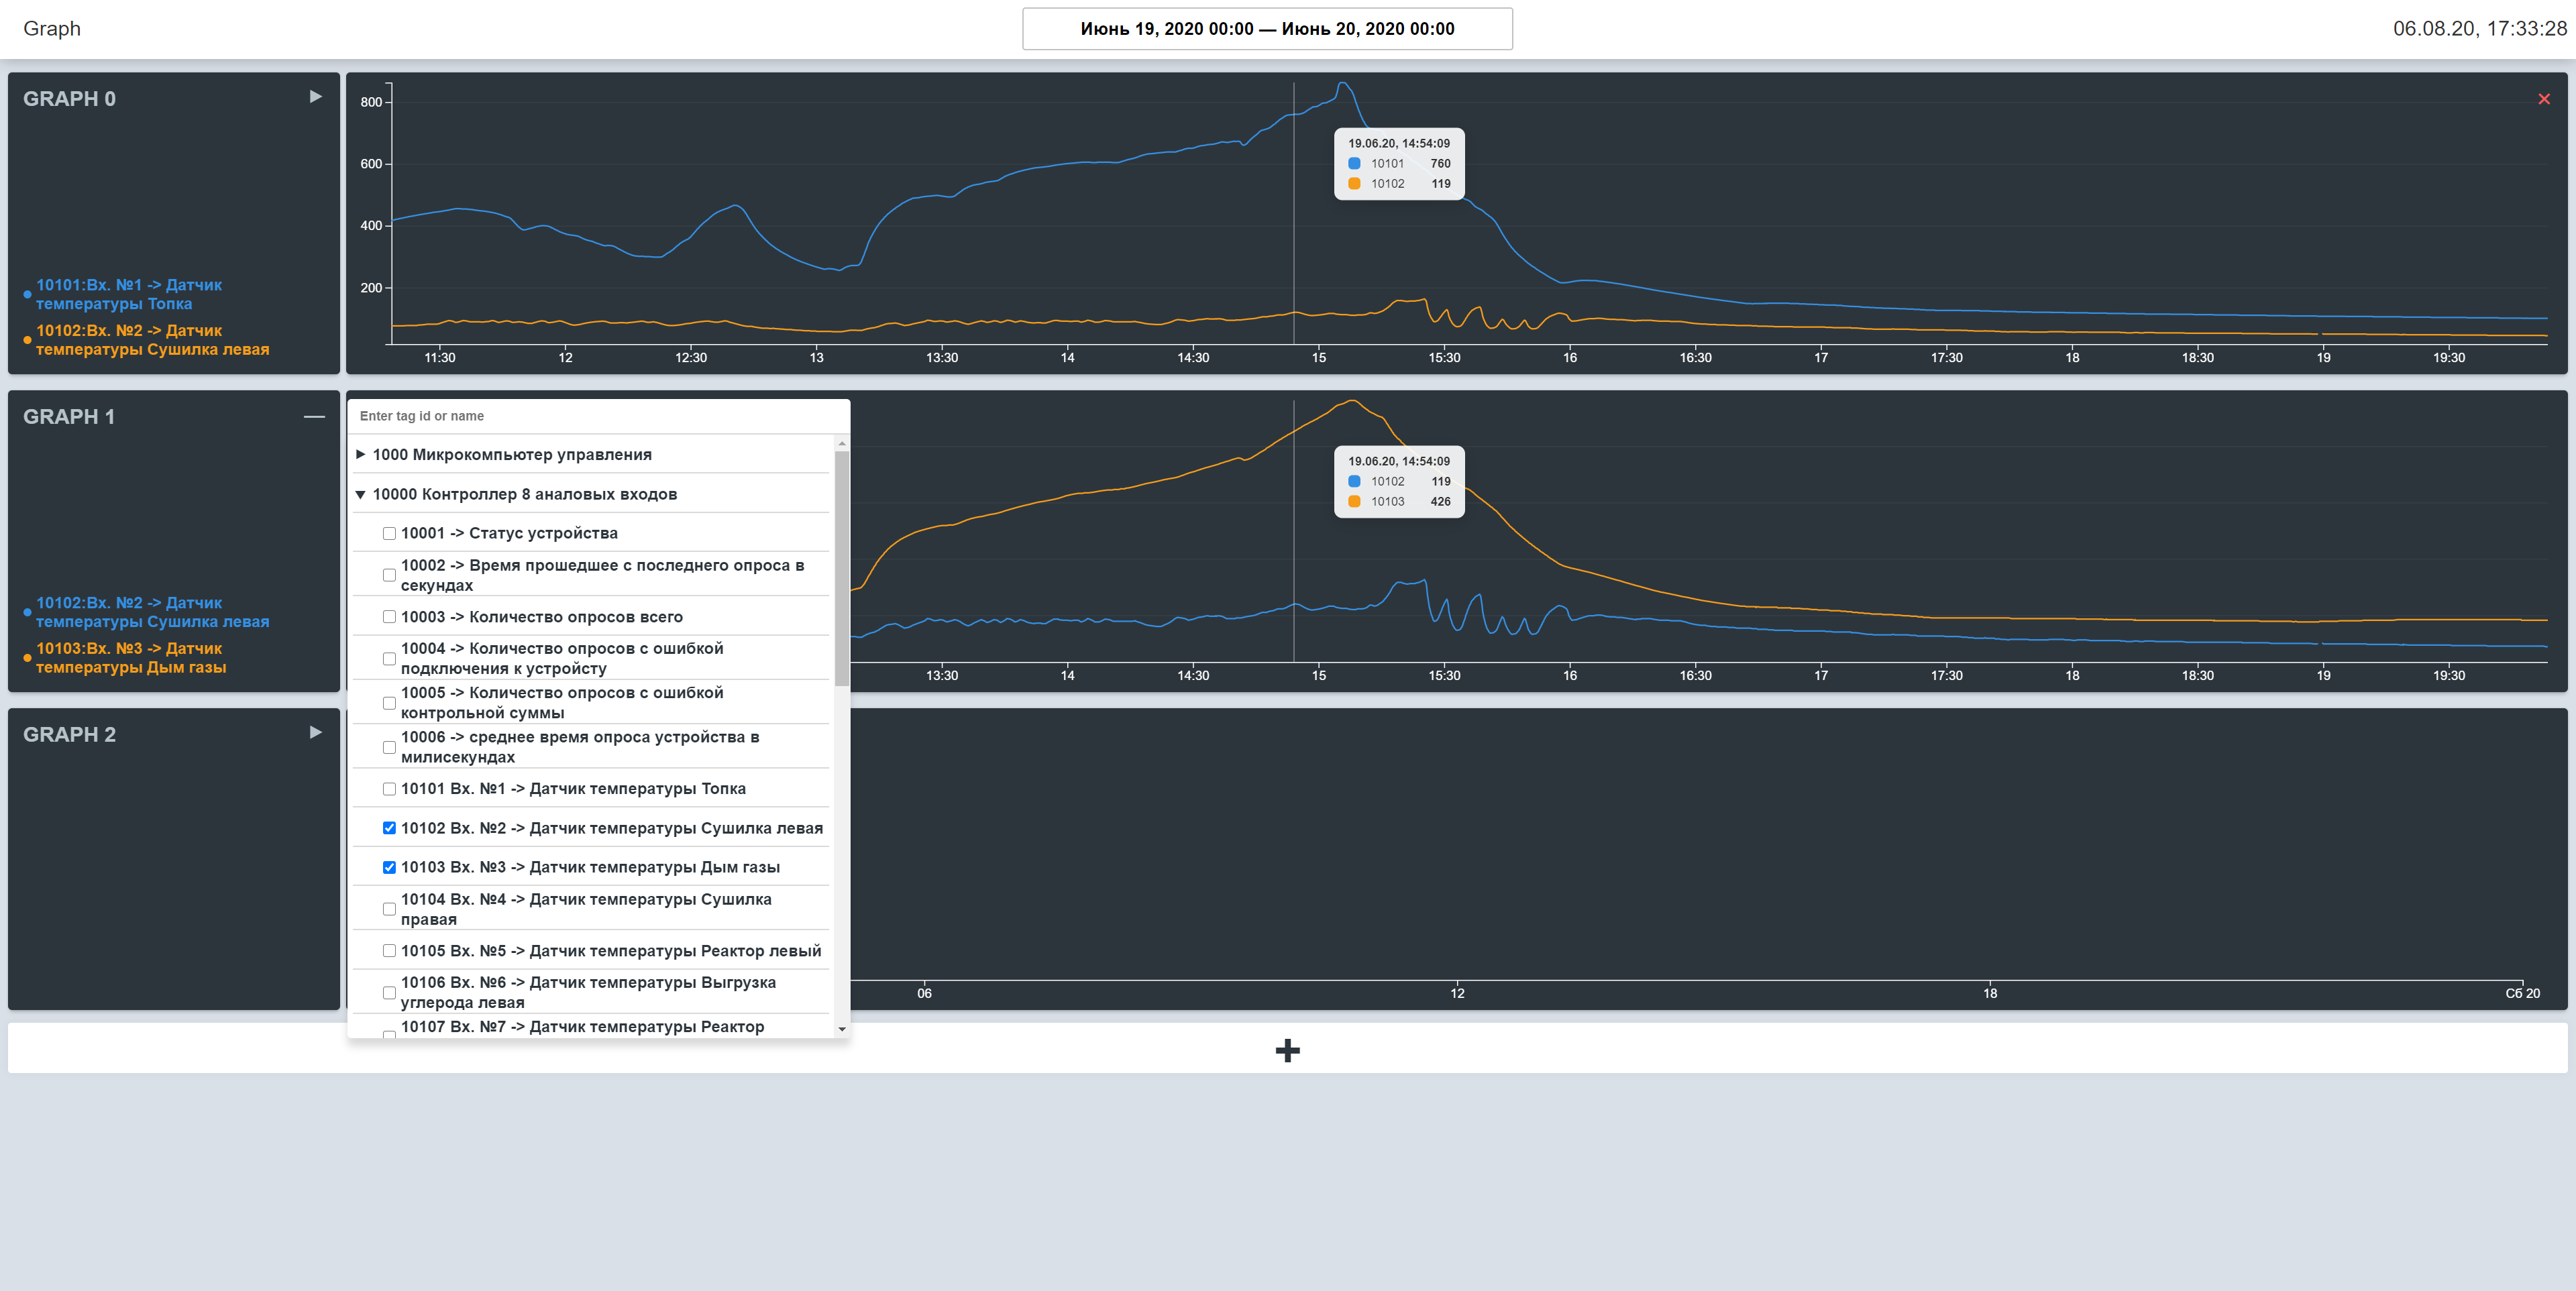 Graph
Июнь 19, 2020 00:00 — Июнь 20, 2020 00:00
06.08.20, 17:33:28
GRAPH 0
10101:Вх. №1 -> Датчик
температуры Топка
10102:Вх. №2 -> Датчик
температуры Сушилка левая
800
600
400
200
19.06.20, 14:54:09
10101 760
10102 119
11:30 12 12:30 13 13:30 14 14:30 15 15:30 16 16:30 17 17:30 18 18:30 19 19:30
GRAPH 1
10102:Вх. №2 -> Датчик
температуры Сушилка левая
10103:Вх. №3 -> Датчик
температуры Дым газы
Enter tag id or name
1000 Микрокомпьютер управления
10000 Контроллер 8 аналовых входов
10001 -> Статус устройства
10002 -> Время прошедшее с последнего опроса в
секундах
10003 -> Количество опросов всего
10004 -> Количество опросов с ошибкой
подключения к устройсту
10005 -> Количество опросов с ошибкой
контрольной суммы
10006 -> среднее время опроса устройства в
милисекундах
10101 Вх. №1 -> Датчик температуры Топка
10102 Вх. №2 -> Датчик температуры Сушилка левая
10103 Вх. №3 -> Датчик температуры Дым газы
10104 Вх. №4 -> Датчик температуры Сушилка
правая
10105 Вх. №5 -> Датчик температуры Реактор левый
10106 Вх. №6 -> Датчик температуры Выгрузка
углерода левая
10107 Вх. №7 -> Датчик температуры Реактор
19.06.20, 14:54:09
10102 119
10103 426
13:30 14 14:30 15 15:30 16 16:30 17 17:30 18 18:30 19 19:30
GRAPH 2
06 12 18 Сб 20